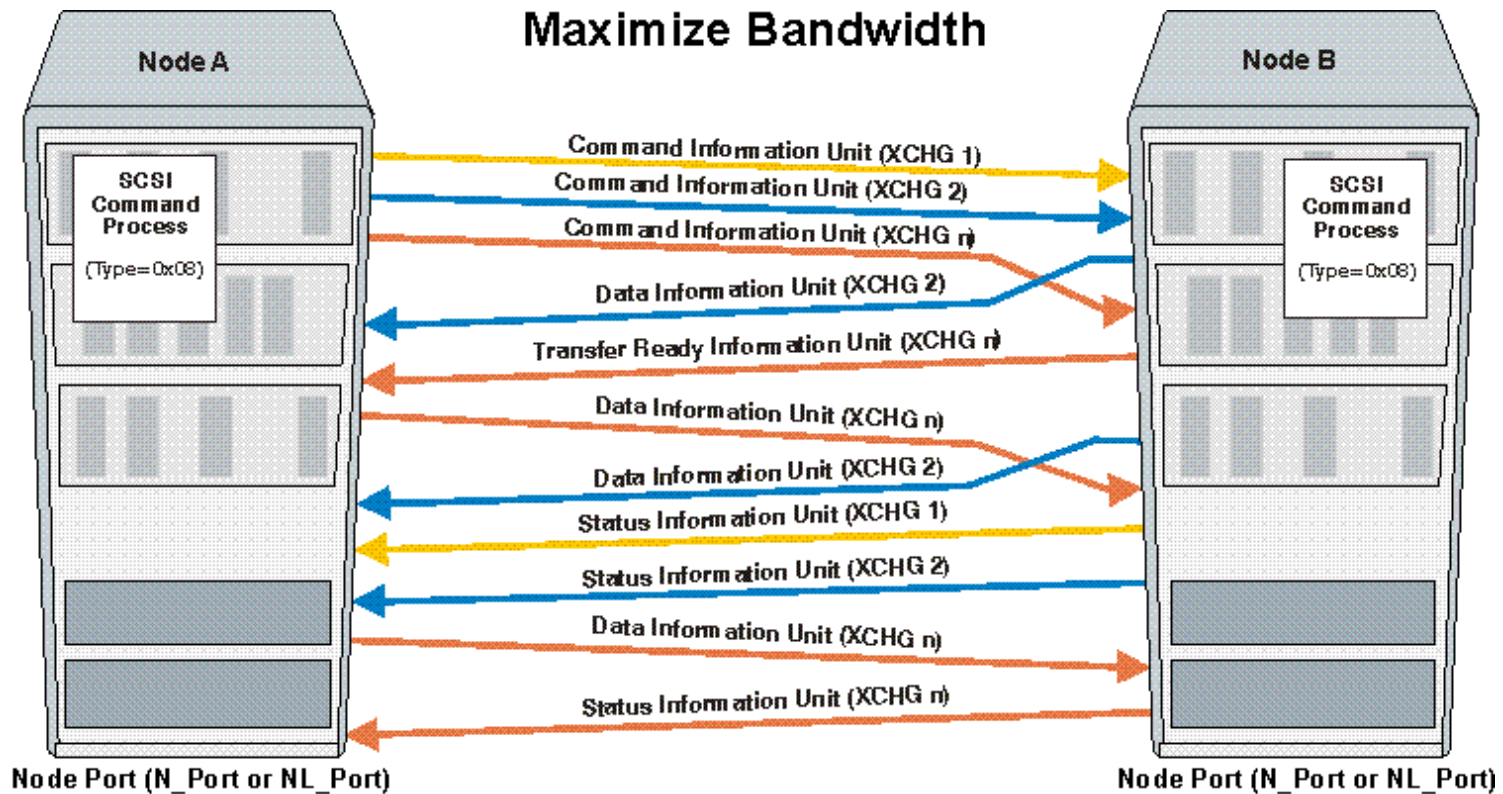 Maximize Bandwidth
Node A
Node B
SCSI
Command
Process
(Type=0x08)
SCSI
Command
Process
(Type=0x08)
Command Information Unit (XCHG 1)
Command Information Unit (XCHG 2)
Command Information Unit (XCHG n)
Data Information Unit (XCHG 2)
Transfer Ready Information Unit (XCHG n)
Data Information Unit (XCHG n)
Data Information Unit (XCHG 2)
Status Information Unit (XCHG 1)
Status Information Unit (XCHG 2)
Data Information Unit (XCHG n)
Status Information Unit (XCHG n)
Node Port (N_Port or NL_Port)
Node Port (N_Port or NL_Port)